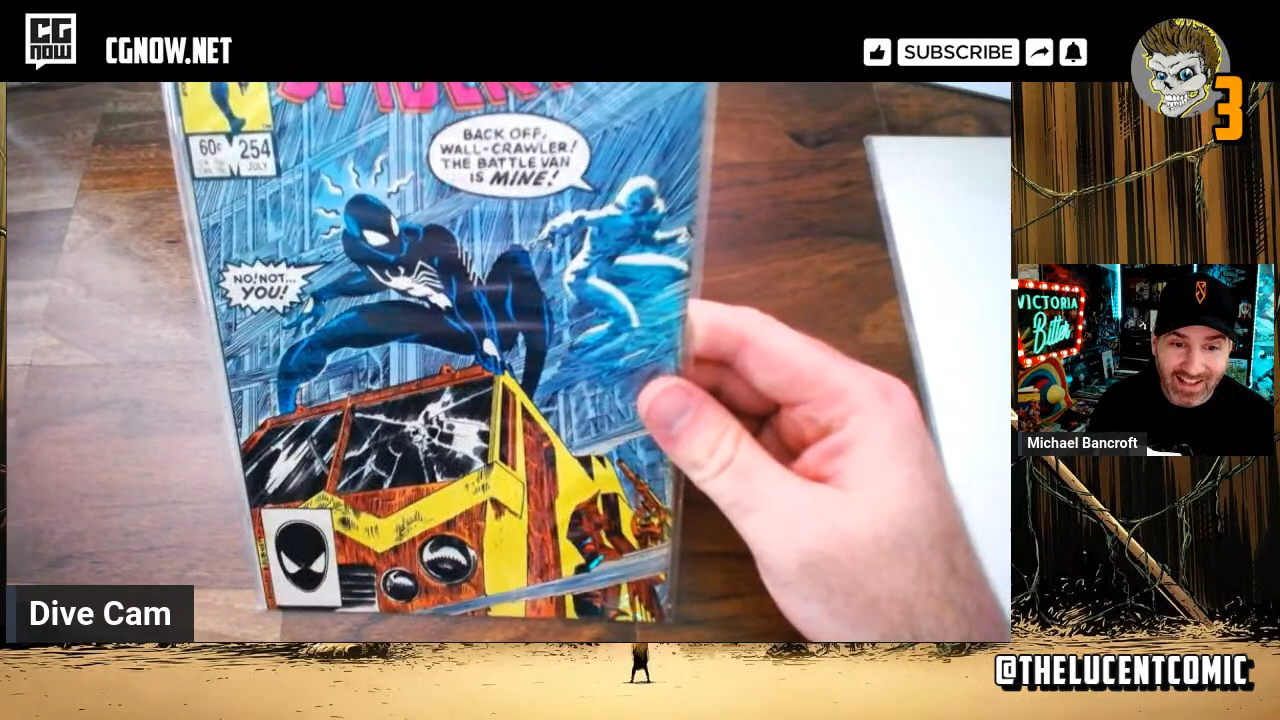 CG
NOW
CGNOW.NET
SUBSCRIBE
3
60¢ 254
JULY
BACK OFF,
WALL-CRAWLER!
THE BATTLE VAN
IS MINE!
NO! NOT...
YOU!
VICTORIA
Bitter
Michael Bancroft
Dive Cam
@THELUCENTCOMIC